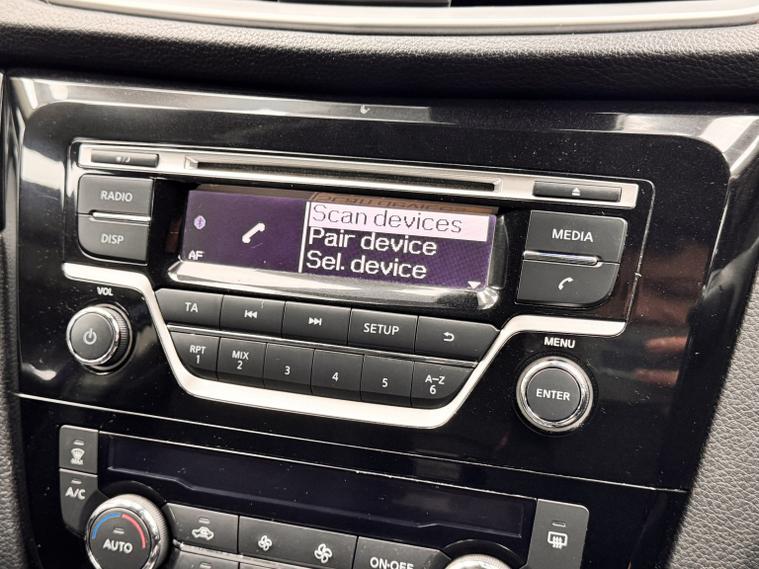 RADIO
DISP
Scan devices
Pair device
Sel. device
AF
MEDIA
VOL
TA
SETUP
MENU
RPT
1
MIX
2
3
4
5
A-Z
6
ENTER
A/C
AUTO
ON·OFF